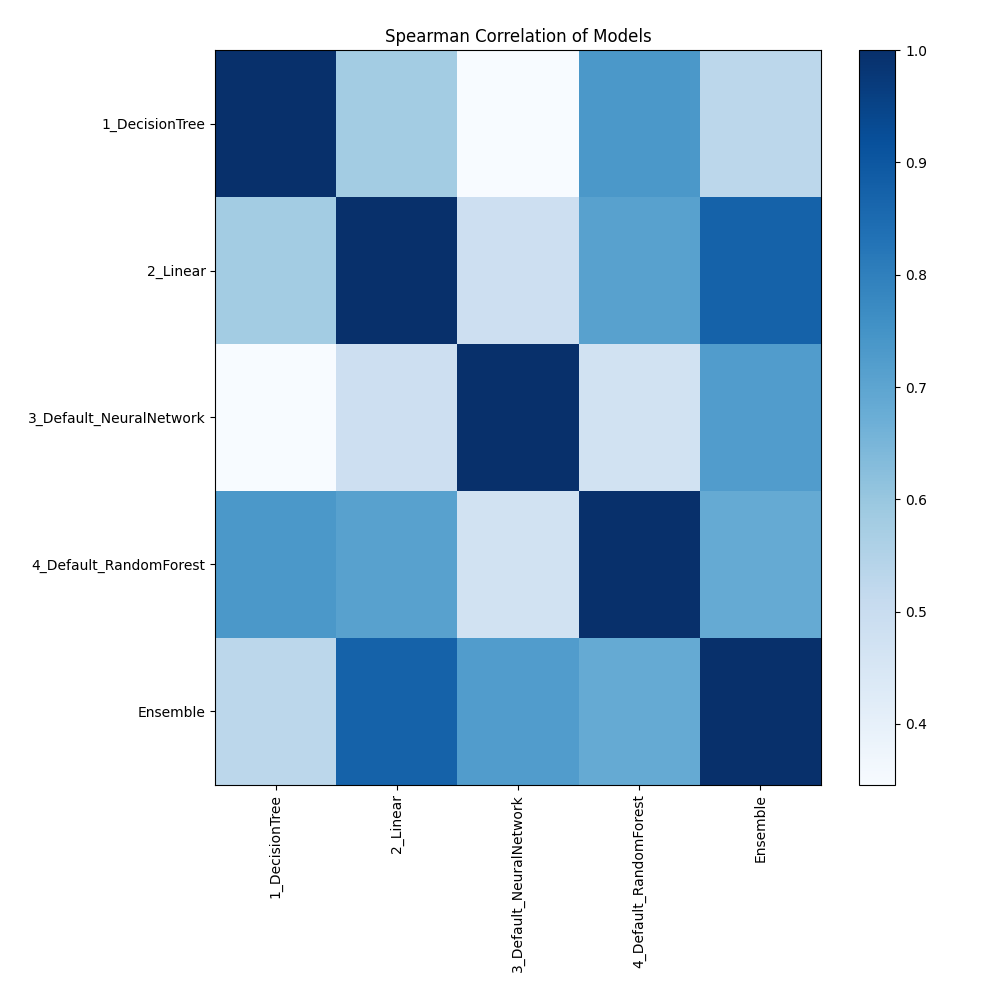 Spearman Correlation of Models
1_DecisionTree
2_Linear
3_Default_NeuralNetwork
4_Default_RandomForest
Ensemble
1_DecisionTree
2_Linear
3_Default_NeuralNetwork
4_Default_RandomForest
Ensemble
1.0
0.9
0.8
0.7
0.6
0.5
0.4